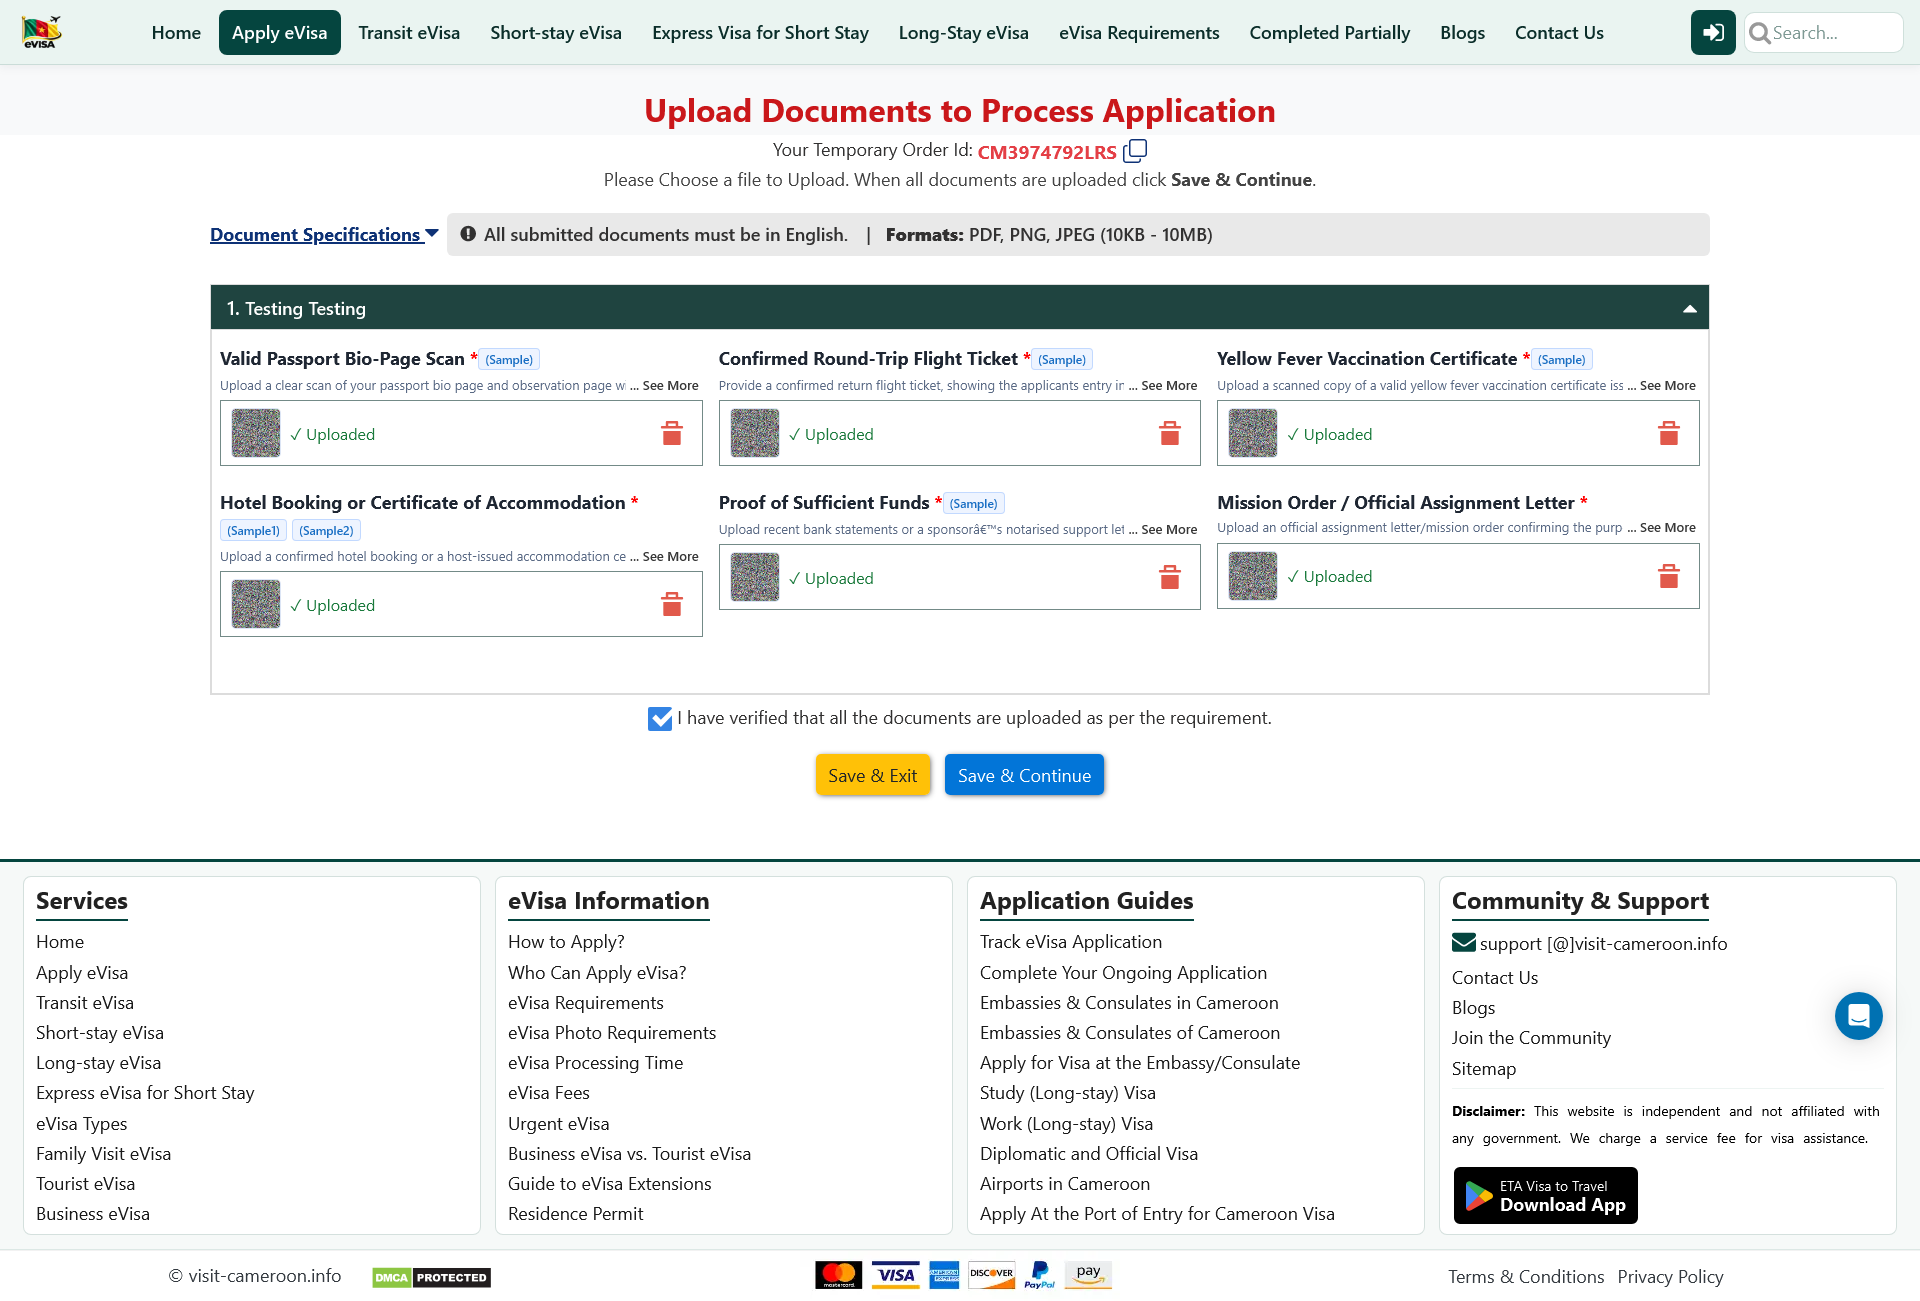 eVISA
Home
Apply eVisa
Transit eVisa
Short-stay eVisa
Express Visa for Short Stay
Long-Stay eVisa
eVisa Requirements
Completed Partially
Blogs
Contact Us
Search...
Upload Documents to Process Application
Your Temporary Order Id: CM3974792LRS
Please Choose a file to Upload. When all documents are uploaded click Save & Continue.
Document Specifications
All submitted documents must be in English. | Formats: PDF, PNG, JPEG (10KB - 10MB)
1. Testing Testing
Valid Passport Bio-Page Scan * (Sample)
Upload a clear scan of your passport bio page and observation page wi ... See More
✓ Uploaded
Confirmed Round-Trip Flight Ticket * (Sample)
Provide a confirmed return flight ticket, showing the applicants entry in ... See More
✓ Uploaded
Yellow Fever Vaccination Certificate * (Sample)
Upload a scanned copy of a valid yellow fever vaccination certificate iss ... See More
✓ Uploaded
Hotel Booking or Certificate of Accommodation *
(Sample1) (Sample2)
Upload a confirmed hotel booking or a host-issued accommodation ce ... See More
✓ Uploaded
Proof of Sufficient Funds * (Sample)
Upload recent bank statements or a sponsorâ€™s notarised support let ... See More
✓ Uploaded
Mission Order / Official Assignment Letter *
Upload an official assignment letter/mission order confirming the purp ... See More
✓ Uploaded
I have verified that all the documents are uploaded as per the requirement.
Save & Exit
Save & Continue
Services
Home
Apply eVisa
Transit eVisa
Short-stay eVisa
Long-stay eVisa
Express eVisa for Short Stay
eVisa Types
Family Visit eVisa
Tourist eVisa
Business eVisa
eVisa Information
How to Apply?
Who Can Apply eVisa?
eVisa Requirements
eVisa Photo Requirements
eVisa Processing Time
eVisa Fees
Urgent eVisa
Business eVisa vs. Tourist eVisa
Guide to eVisa Extensions
Residence Permit
Application Guides
Track eVisa Application
Complete Your Ongoing Application
Embassies & Consulates in Cameroon
Embassies & Consulates of Cameroon
Apply for Visa at the Embassy/Consulate
Study (Long-stay) Visa
Work (Long-stay) Visa
Diplomatic and Official Visa
Airports in Cameroon
Apply At the Port of Entry for Cameroon Visa
Community & Support
support [@]visit-cameroon.info
Contact Us
Blogs
Join the Community
Sitemap
Disclaimer: This website is independent and not affiliated with
any government. We charge a service fee for visa assistance.
ETA Visa to Travel
Download App
© visit-cameroon.info
DMCA PROTECTED
mastercard
VISA
AMERICAN EXPRESS
DISCOVER
PayPal
pay
Terms & Conditions
Privacy Policy